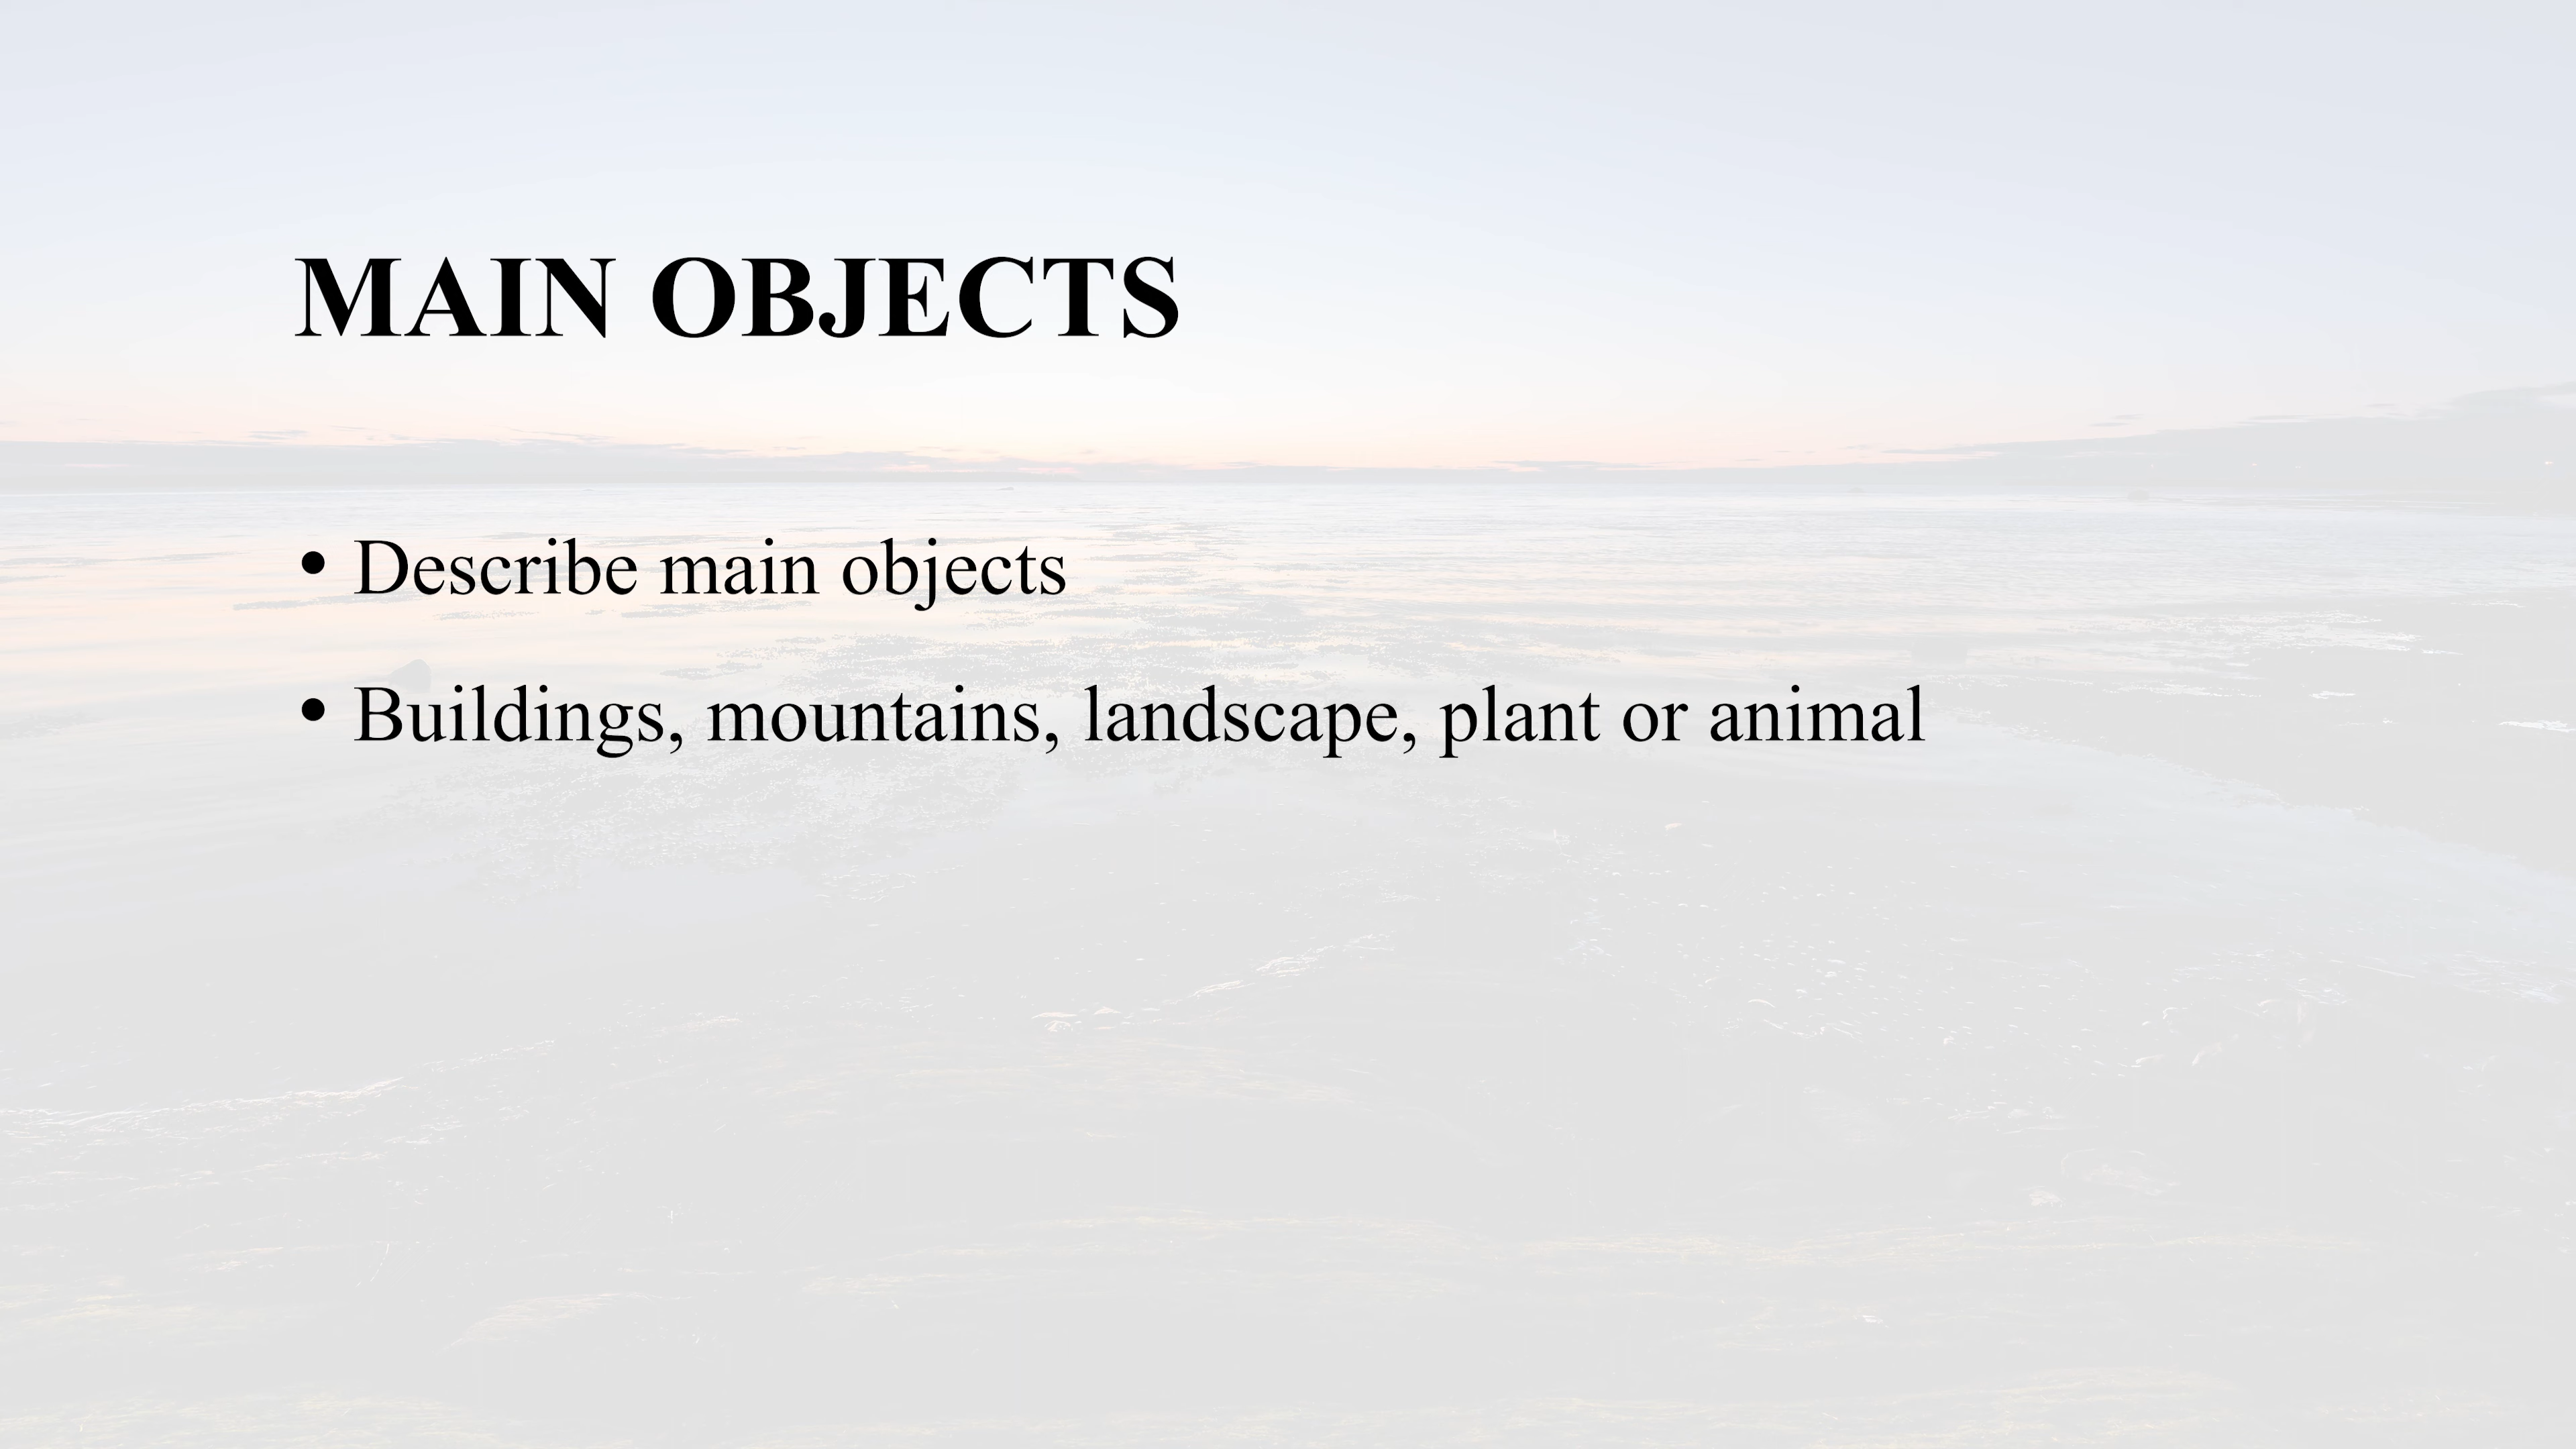 MAIN OBJECTS
• Describe main objects
• Buildings, mountains, landscape, plant or animal